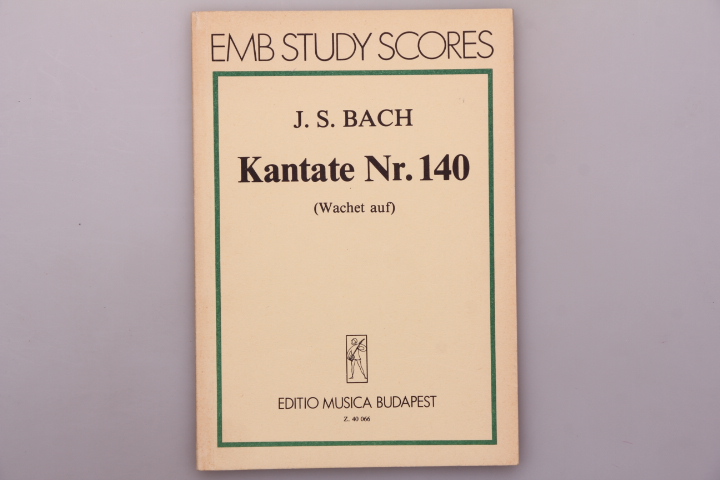 EMB STUDY SCORES
J. S. BACH
Kantate Nr. 140
(Wachet auf)
EDITIO MUSICA BUDAPEST
Z. 40 066